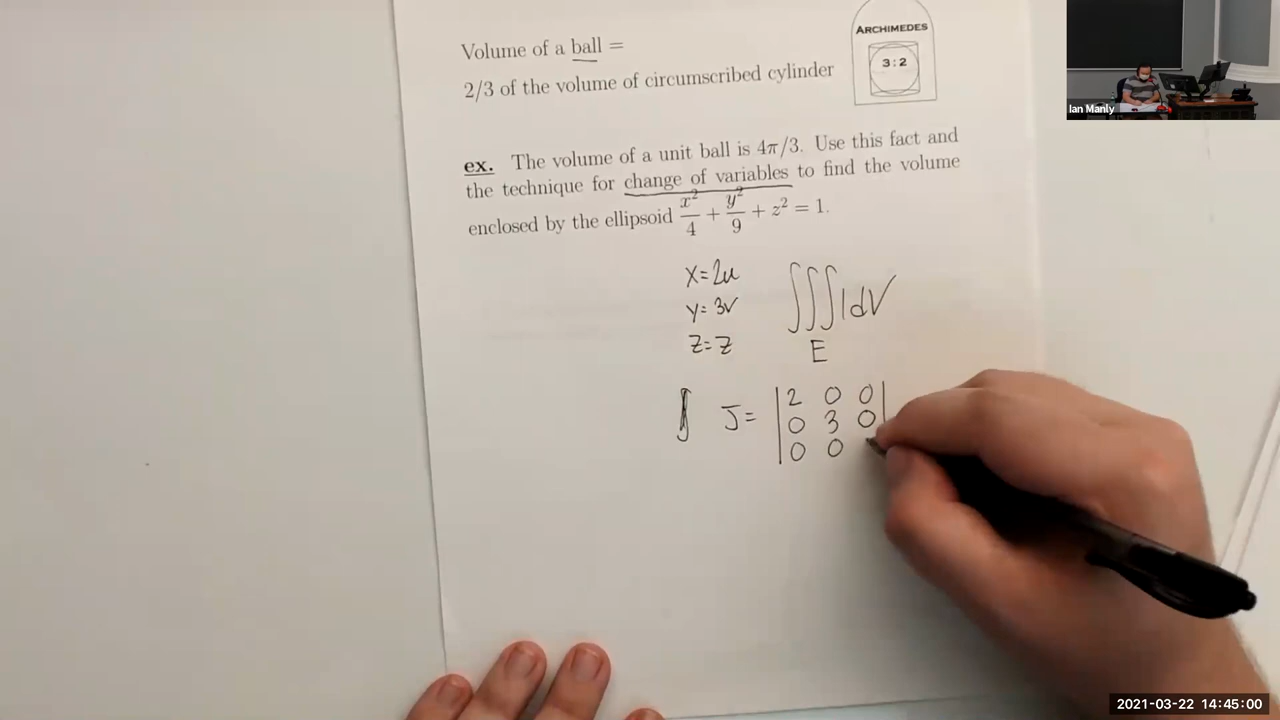 Volume of a ball =
2/3 of the volume of circumscribed cylinder
ARCHIMEDES
3 : 2
ex. The volume of a unit ball is 4π/3. Use this fact and
the technique for change of variables to find the volume
enclosed by the ellipsoid x²/4 + y²/9 + z² = 1.
x=2u
y=3v
z=z
∭1dV
E
J= |2 0 0|
0 3 0
0 0
Ian Manly
2021-03-22 14:45:00